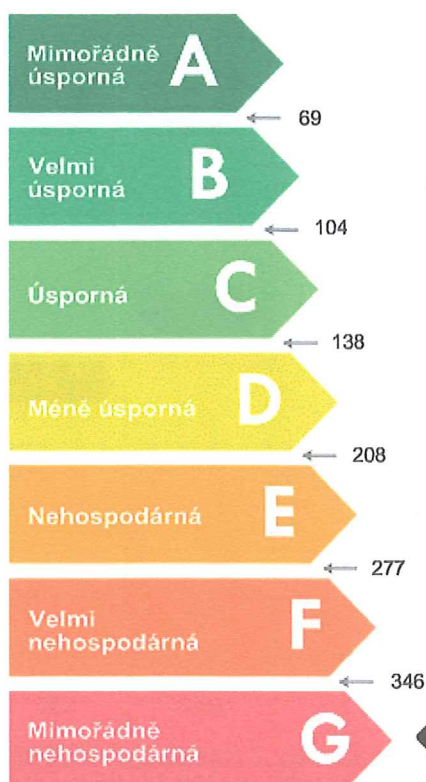 Mimořádně
úsporná
A
69
Velmi
úsporná
B
104
Úsporná
C
138
Méně úsporná
D
208
Nehospodárná
E
277
Velmi
nehospodárná
F
346
Mimořádně
nehospodárná
G